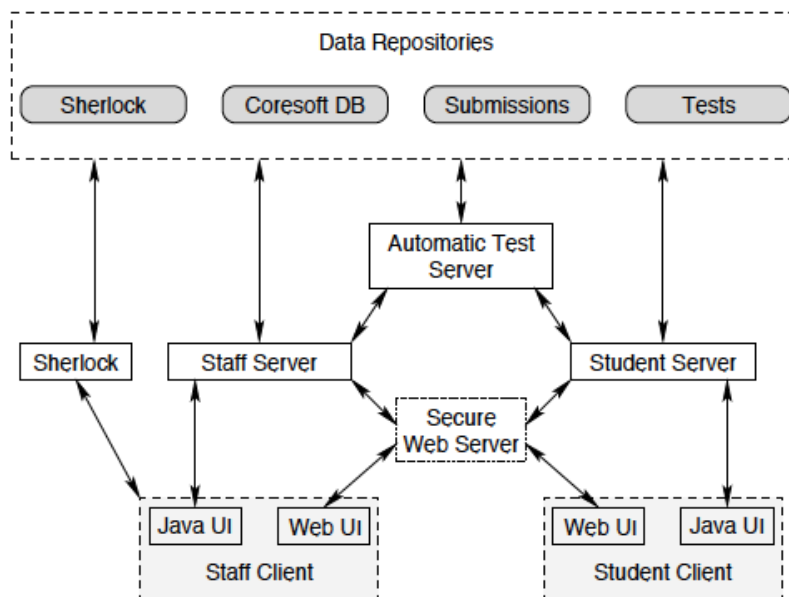 Data Repositories
Sherlock
Coresoft DB
Submissions
Tests
Automatic Test
Server
Sherlock
Staff Server
Student Server
Secure
Web Server
Java UI
Web UI
Web UI
Java UI
Staff Client
Student Client